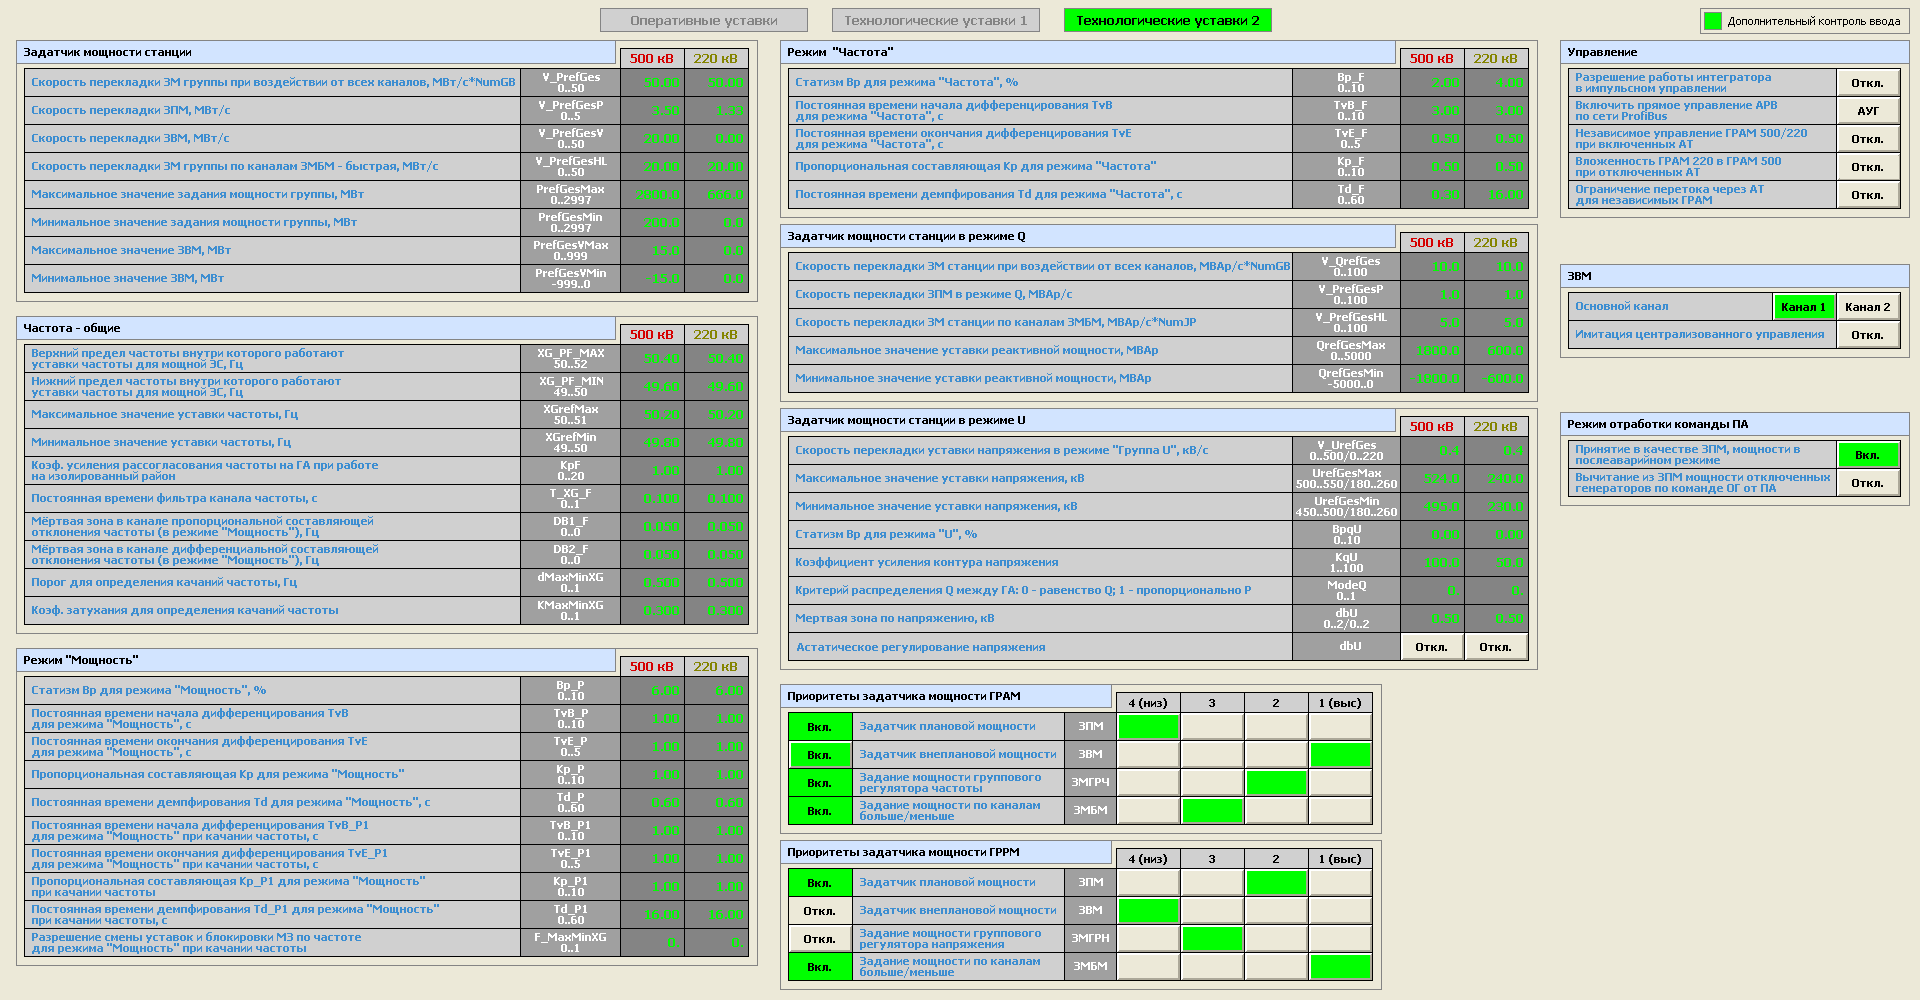 Оперативные уставки
Технологические уставки 1
Технологические уставки 2
Дополнительный контроль ввода
Задатчик мощности станции
500 кВ 220 кВ
Скорость перекладки ЗМ группы при воздействии от всех каналов, МВт/с*NumGB V_PrefGes 0..50 50.00 50.00
Скорость перекладки ЗПМ, МВт/с V_PrefGesP 0..5 3.50 1.33
Скорость перекладки ЗВМ, МВт/с V_PrefGesV 0..50 20.00 0.00
Скорость перекладки ЗМ группы по каналам ЗМБМ - быстрая, МВт/с V_PrefGesHL 0..50 20.00 20.00
Максимальное значение задания мощности группы, МВт PrefGesMax 0..2997 666.0
Минимальное значение задания мощности группы, МВт PrefGesMin 0..2997 200.0 0.0
Максимальное значение ЗВМ, МВт PrefGesVMax 0..999 15.0 0.0
Минимальное значение ЗВМ, МВт PrefGesVMin -999..0 -15.0 0.0
Частота - общие
500 кВ 220 кВ
Верхний предел частоты внутри которого работают
уставки частоты для мощной ЭС, Гц XG_PF_MAX 50..52 50.40 50.40
Нижний предел частоты внутри которого работают
уставки частоты для мощной ЭС, Гц XG_PF_MIN 49..50 49.60 49.60
Максимальное значение уставки частоты, Гц XGrefMax 50..51 50.20 50.20
Минимальное значение уставки частоты, Гц XGrefMin 49..50 49.80 49.80
Коэф. усиления рассогласования частоты на ГА при работе
на изолированный район KpF 0..20 1.00 1.00
Постоянная времени фильтра канала частоты, с T_XG_F 0..1 0.100 0.100
Мёртвая зона в канале пропорциональной составляющей
отклонения частоты (в режиме "Мощность"), Гц DB1_F 0..0 0.050 0.050
Мёртвая зона в канале дифференциальной составляющей
отклонения частоты (в режиме "Мощность"), Гц DB2_F 0..0 0.050 0.050
Порог для определения качаний частоты, Гц dMaxMinXG 0..1 0.500 0.500
Коэф. затухания для определения качаний частоты KMaxMinXG 0..1 0.300 0.300
Режим "Мощность"
500 кВ 220 кВ
Статизм Bp для режима "Мощность", % Bp_P 0..10 6.00 6.00
Постоянная времени начала дифференцирования TvB
для режима "Мощность", с TvB_P 0..10 1.00 1.00
Постоянная времени окончания дифференцирования TvE
для режима "Мощность", с TvE_P 0..5 1.00 1.00
Пропорциональная составляющая Kp для режима "Мощность" Kp_P 0..10 1.00 1.00
Постоянная времени демпфирования Td для режима "Мощность", с Td_P 0..60 0.60 0.60
Постоянная времени начала дифференцирования TvB_P1
для режима "Мощность" при качании частоты, с TvB_P1 0..10 1.00 1.00
Постоянная времени окончания дифференцирования TvE_P1
для режима "Мощность" при качании частоты, с TvE_P1 0..5 1.00 1.00
Пропорциональная составляющая Kp_P1 для режима "Мощность"
при качании частоты Kp_P1 0..10 1.00 1.00
Постоянная времени демпфирования Td_P1 для режима "Мощность"
при качании частоты, с Td_P1 0..60 16.00 16.00
Разрешение смены уставок и блокировки МЗ по частоте
для режима "Мощность" при качании частоты F_MaxMinXG 0..1 0. 0.
Режим "Частота"
500 кВ 220 кВ
Статизм Bp для режима "Частота", % Bp_F 0..10 2.00 4.00
Постоянная времени начала дифференцирования TvB
для режима "Частота", с TvB_F 0..10 3.00 3.00
Постоянная времени окончания дифференцирования TvE
для режима "Частота", с TvE_F 0..5 0.50 0.50
Пропорциональная составляющая Kp для режима "Частота" Kp_F 0..10 0.50 0.50
Постоянная времени демпфирования Td для режима "Частота", с Td_F 0..60 0.30 16.00
Задатчик мощности станции в режиме Q
500 кВ 220 кВ
Скорость перекладки ЗМ станции при воздействии от всех каналов, МВАр/с*NumGB V_QrefGes 0..100 10.0 10.0
Скорость перекладки ЗПМ в режиме Q, МВАр/с V_PrefGesP 0..100 1.0 1.0
Скорость перекладки ЗМ станции по каналам ЗМБМ, МВАр/с*NumJP V_PrefGesHL 0..100 5.0 5.0
Максимальное значение уставки реактивной мощности, МВАр QrefGesMax 0..5000 1800.0 600.0
Минимальное значение уставки реактивной мощности, МВАр QrefGesMin -5000..0 -1800.0 -600.0
Задатчик мощности станции в режиме U
500 кВ 220 кВ
Скорость перекладки уставки напряжения в режиме "Группа U", кВ/с V_UrefGes 0..500/0..220 0.4 0.4
Максимальное значение уставки напряжения, кВ UrefGesMax 500..550/180..260 524.0 240.0
Минимальное значение уставки напряжения, кВ UrefGesMin 450..500/180..260 495.0 230.0
Статизм Bp для режима "U", % BpqU 0..10 0.00 0.00
Коэффициент усиления контура напряжения KqU 1..100 100.0 50.0
Критерий распределения Q между ГА: 0 - равенство Q; 1 - пропорционально P ModeQ 0..1 0. 0.
Мертвая зона по напряжению, кВ dbU 0..2/0..2 0.50 0.50
Астатическое регулирование напряжения dbU Откл. Откл.
Приоритеты задатчика мощности ГРАМ
4 (низ) 3 2 1 (выс)
Вкл. Задатчик плановой мощности ЗПМ
Вкл. Задатчик внеплановой мощности ЗВМ
Вкл. Задание мощности группового
регулятора частоты ЗМГРЧ
Вкл. Задание мощности по каналам
больше/меньше ЗМБМ
Приоритеты задатчика мощности ГРРМ
4 (низ) 3 2 1 (выс)
Вкл. Задатчик плановой мощности ЗПМ
Откл. Задатчик внеплановой мощности ЗВМ
Откл. Задание мощности группового
регулятора напряжения ЗМГРН
Вкл. Задание мощности по каналам
больше/меньше ЗМБМ
Управление
Разрешение работы интегратора
в импульсном управлении Откл.
Включить прямое управление АРВ
по сети ProfiBus АУГ
Независимое управление ГРАМ 500/220
при включенных АТ Откл.
Вложенность ГРАМ 220 в ГРАМ 500
при отключенных АТ Откл.
Ограничение перетока через АТ
для независимых ГРАМ Откл.
ЗВМ
Основной канал Канал 1 Канал 2
Имитация централизованного управления Откл.
Режим отработки команды ПА
Принятие в качестве ЗПМ, мощности в
послеаварийном режиме Вкл.
Вычитание из ЗПМ мощности отключенных
генераторов по команде ОГ от ПА Откл.